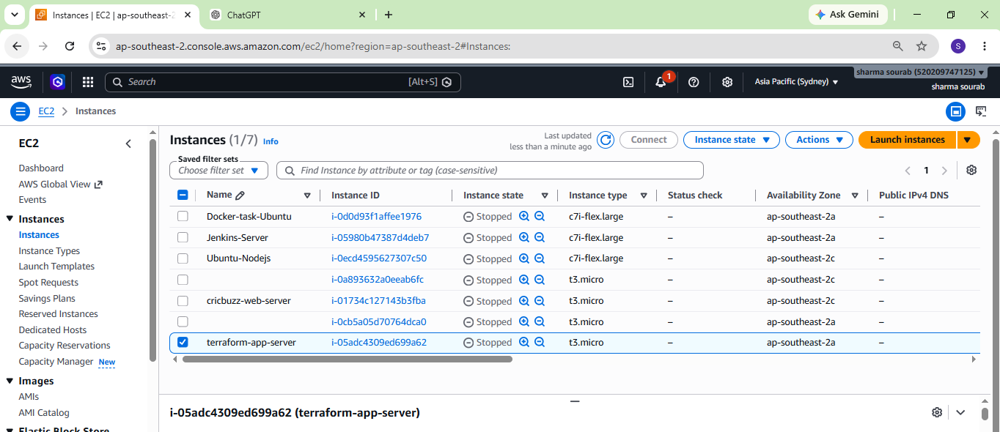 Instances | EC2 | ap-southeast-2
ChatGPT
Ask Gemini
ap-southeast-2.console.aws.amazon.com/ec2/home?region=ap-southeast-2#Instances:
S
aws
Search
[Alt+S]
1
Asia Pacific (Sydney)
sharma sourab (520209747125)
sharma sourab
EC2
Instances
EC2
Dashboard
AWS Global View
Events
Instances
Instances
Instance Types
Launch Templates
Spot Requests
Savings Plans
Reserved Instances
Dedicated Hosts
Capacity Reservations
Capacity Manager New
Images
AMIs
AMI Catalog
Elastic Block Store
Instances (1/7) Info
Last updated
less than a minute ago
Connect
Instance state
Actions
Launch instances
Saved filter sets
Choose filter set
Find Instance by attribute or tag (case-sensitive)
1
Name Instance ID Instance state Instance type Status check Availability Zone Public IPv4 DNS
Docker-task-Ubuntu i-0d0d93f1affee1976 Stopped c7i-flex.large – ap-southeast-2a –
Jenkins-Server i-05980b47387d4deb7 Stopped c7i-flex.large – ap-southeast-2a –
Ubuntu-Nodejs i-0ecd4595627307c50 Stopped c7i-flex.large – ap-southeast-2c –
i-0a893632a0eeab6fc Stopped t3.micro – ap-southeast-2c –
cricbuzz-web-server i-01734c127143b3fba Stopped t3.micro – ap-southeast-2c –
i-0cb5a05d70764dca0 Stopped t3.micro – ap-southeast-2a –
terraform-app-server i-05adc4309ed699a62 Stopped t3.micro – ap-southeast-2a –
i-05adc4309ed699a62 (terraform-app-server)